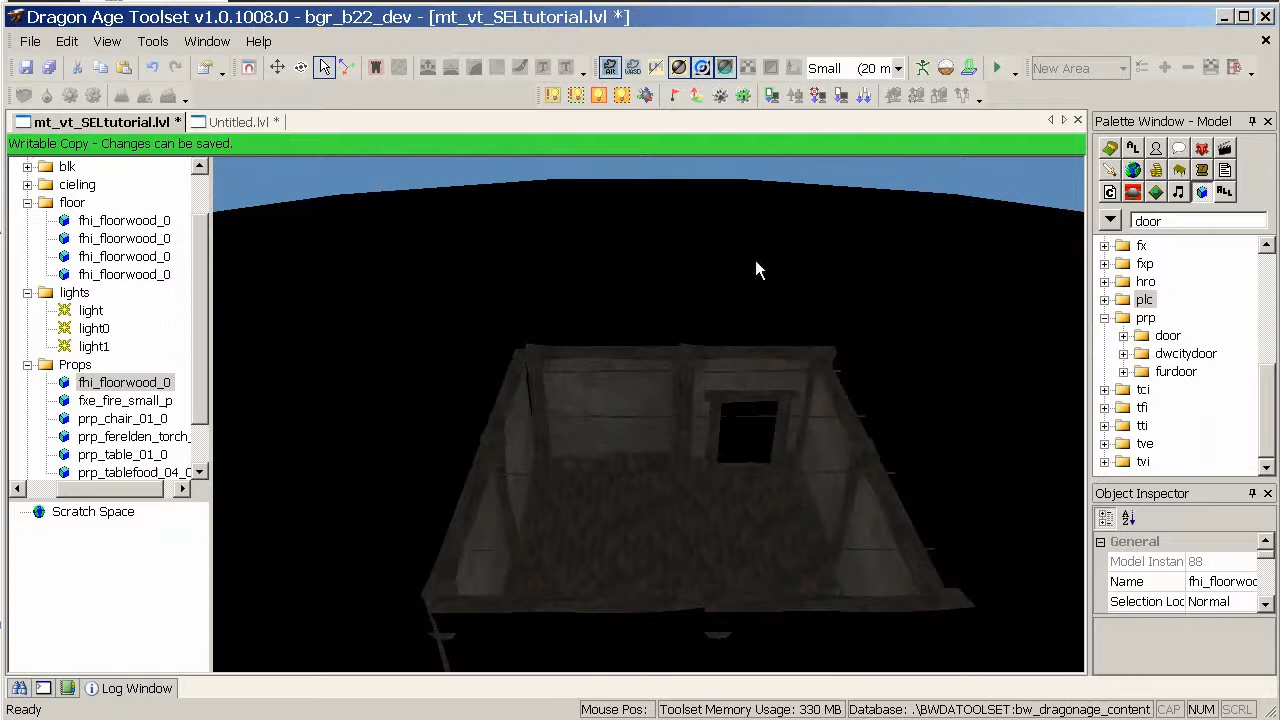 Dragon Age Toolset v1.0.1008.0 - bgr_b22_dev - [mt_vt_SELtutorial.lvl *]
File Edit View Tools Window Help
Alt WASD Small (20 m New Area
mt_vt_SELtutorial.lvl * Untitled.lvl *
Writable Copy - Changes can be saved.
blk
cieling
floor
fhi_floorwood_0
fhi_floorwood_0
fhi_floorwood_0
fhi_floorwood_0
lights
light
light0
light1
Props
fhi_floorwood_0
fxe_fire_small_p
prp_chair_01_0
prp_ferelden_torch_
prp_table_01_0
prp_tablefood_04_0
Scratch Space
Palette Window - Model
door
fx
fxp
hro
plc
prp
door
dwcitydoor
furdoor
tci
tfi
tti
tve
tvi
Object Inspector
General
Model Instan 88
Name fhi_floorwoo
Selection Loc Normal
Log Window
Ready Mouse Pos: Toolset Memory Usage: 330 MB Database: .\BWDATOOLSET:bw_dragonage_content CAP NUM SCRL